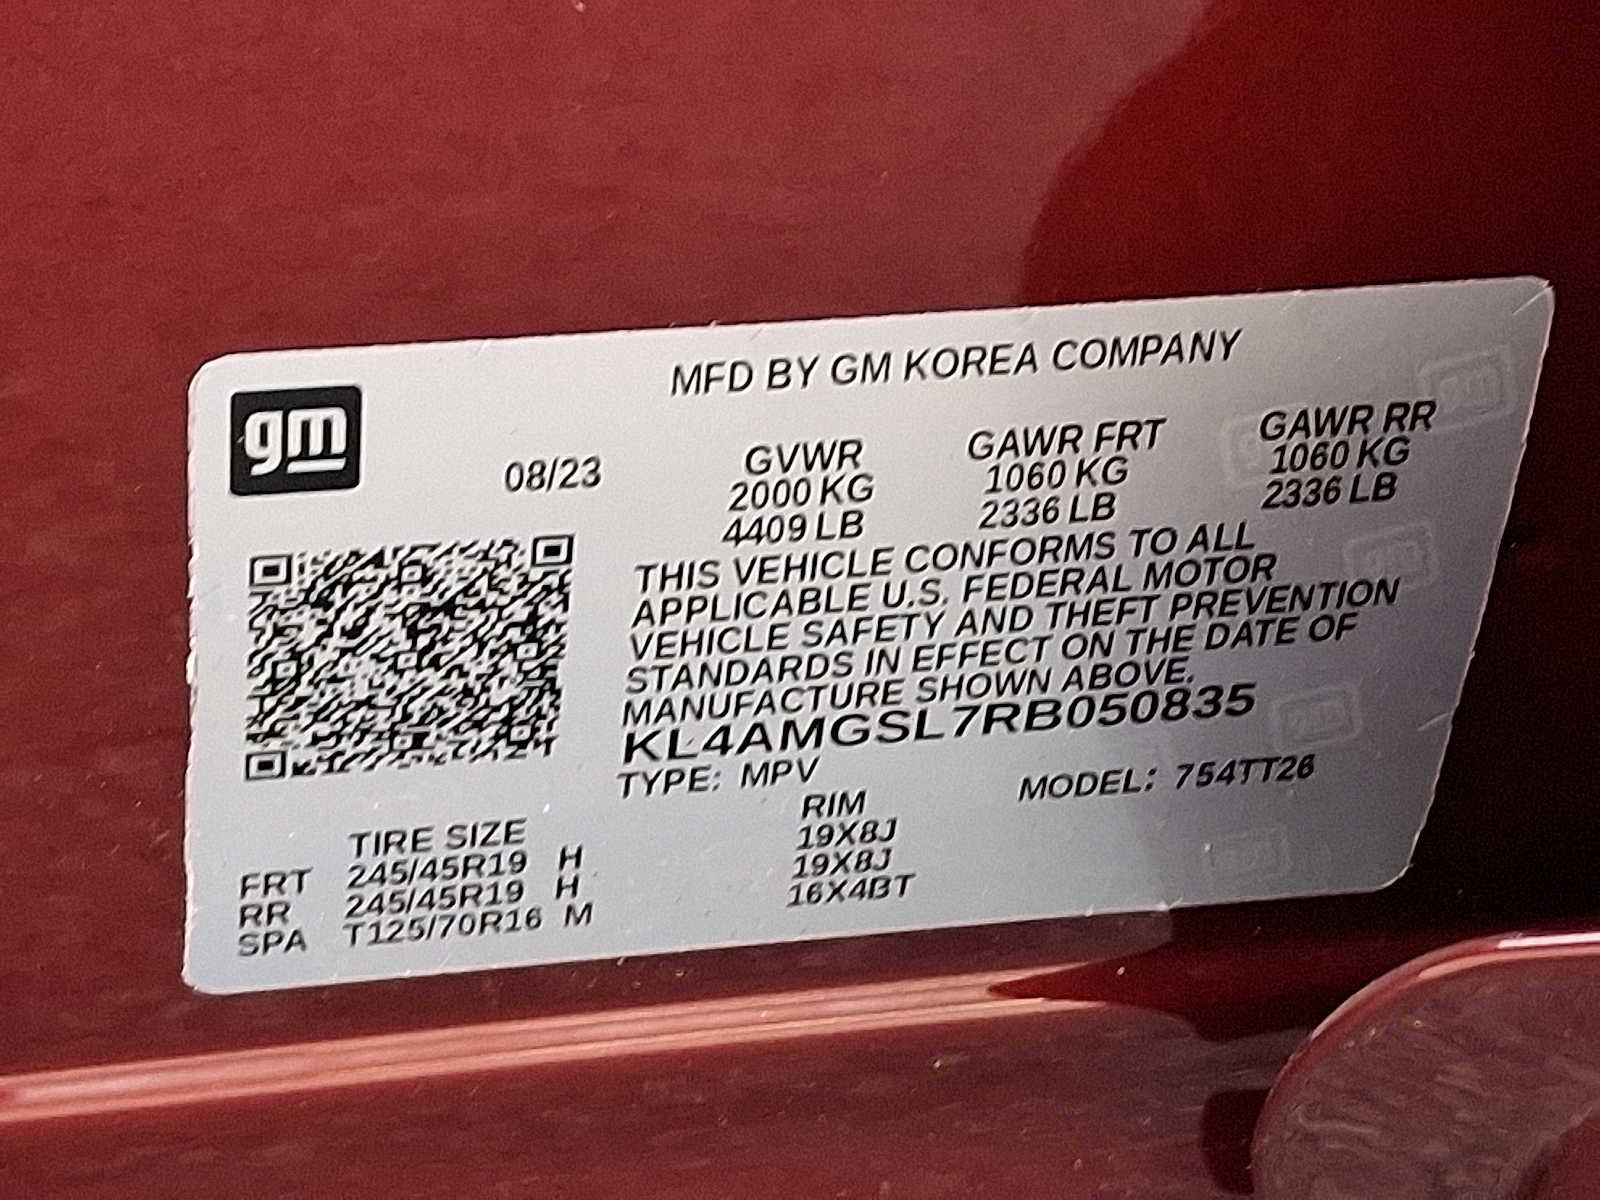 gm
MFD BY GM KOREA COMPANY
08/23 GVWR GAWR FRT GAWR RR
2000 KG 1060 KG 1060 KG
4409 LB 2336 LB 2336 LB
THIS VEHICLE CONFORMS TO ALL
APPLICABLE U.S. FEDERAL MOTOR
VEHICLE SAFETY AND THEFT PREVENTION
STANDARDS IN EFFECT ON THE DATE OF
MANUFACTURE SHOWN ABOVE.
KL4AMGSL7RB050835
TYPE: MPV MODEL: 754TT26
TIRE SIZE RIM
FRT 245/45R19 H 19X8J
RR 245/45R19 H 19X8J
SPA T125/70R16 M 16X4BT